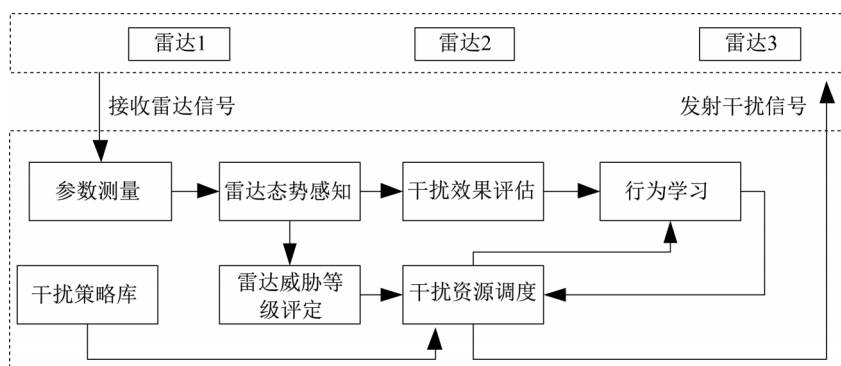 雷达1
雷达2
雷达3
接收雷达信号
发射干扰信号
参数测量
雷达态势感知
干扰效果评估
行为学习
干扰策略库
雷达威胁等
级评定
干扰资源调度